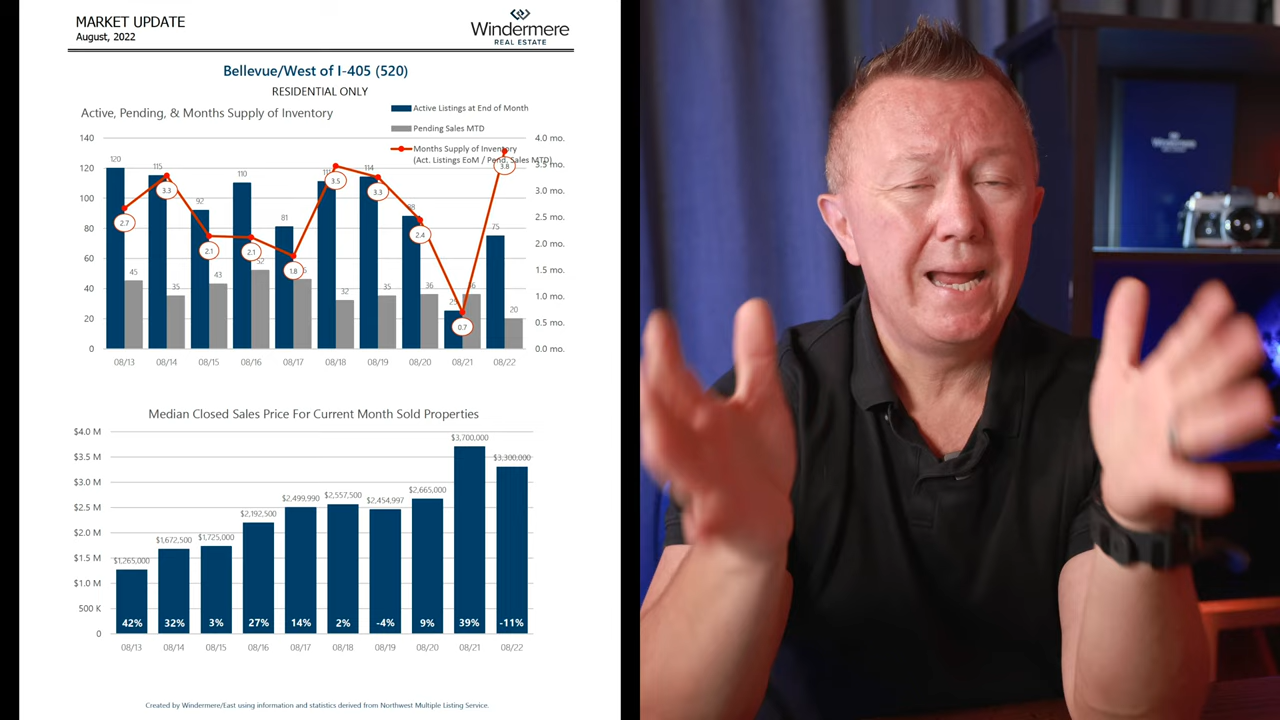 MARKET UPDATE
August, 2022
Windermere
REAL ESTATE
Bellevue/West of I-405 (520)
RESIDENTIAL ONLY
Active, Pending, & Months Supply of Inventory
Active Listings at End of Month
Pending Sales MTD
Months Supply of Inventory
(Act. Listings EoM / Pend. Sales MTD)
140 4.0 mo.
120 3.5 mo.
100 3.0 mo.
80 2.5 mo.
60 2.0 mo.
40 1.5 mo.
20 1.0 mo.
0 0.5 mo.
0.0 mo.
120 115 92 110 81 114 88 75
45 35 43 52 32 35 36 36 20
2.7 3.3 2.1 2.1 1.8 3.5 3.3 2.4 0.7 3.8
08/13 08/14 08/15 08/16 08/17 08/18 08/19 08/20 08/21 08/22
Median Closed Sales Price For Current Month Sold Properties
$4.0 M
$3.5 M
$3.0 M
$2.5 M
$2.0 M
$1.5 M
$1.0 M
500 K
0
$1,265,000 $1,672,500 $1,725,000 $2,192,500 $2,499,990 $2,557,500 $2,454,997 $2,665,000 $3,700,000 $3,300,000
42% 32% 3% 27% 14% 2% -4% 9% 39% -11%
08/13 08/14 08/15 08/16 08/17 08/18 08/19 08/20 08/21 08/22
Created by Windermere/East using information and statistics derived from Northwest Multiple Listing Service.